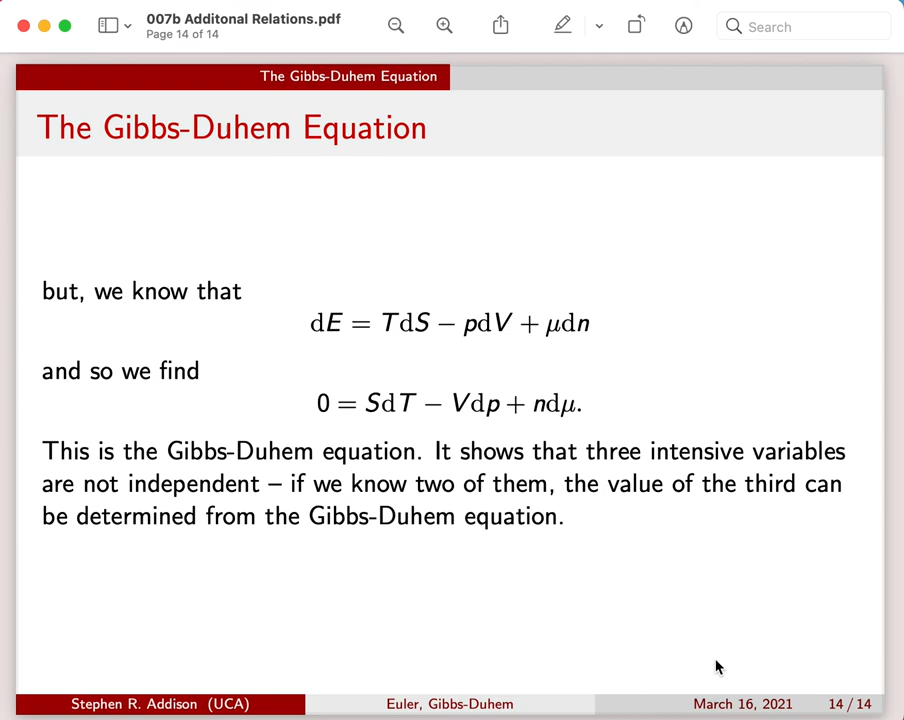 007b Additonal Relations.pdf
Page 14 of 14
Search
The Gibbs-Duhem Equation
The Gibbs-Duhem Equation
but, we know that
dE = TdS − pdV + μdn
and so we find
0 = SdT − Vdp + ndμ.
This is the Gibbs-Duhem equation. It shows that three intensive variables
are not independent – if we know two of them, the value of the third can
be determined from the Gibbs-Duhem equation.
Stephen R. Addison (UCA)
Euler, Gibbs-Duhem
March 16, 2021
14 / 14